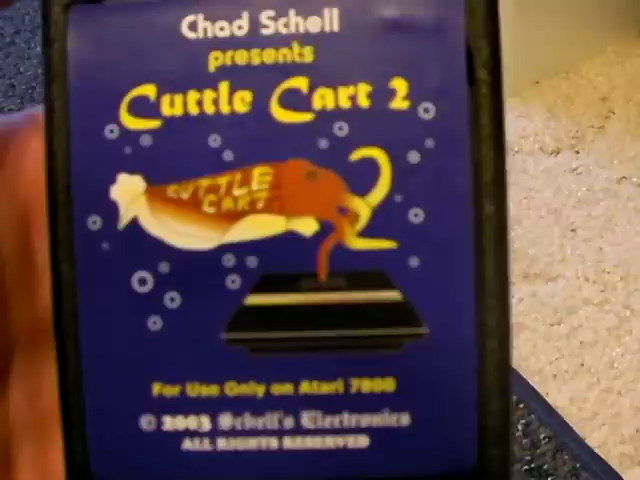 Chad Schell
presents
Cuttle Cart 2
CUTTLE
CART
For Use Only on Atari 7800
© 2003 Schell's Electronics
ALL RIGHTS RESERVED